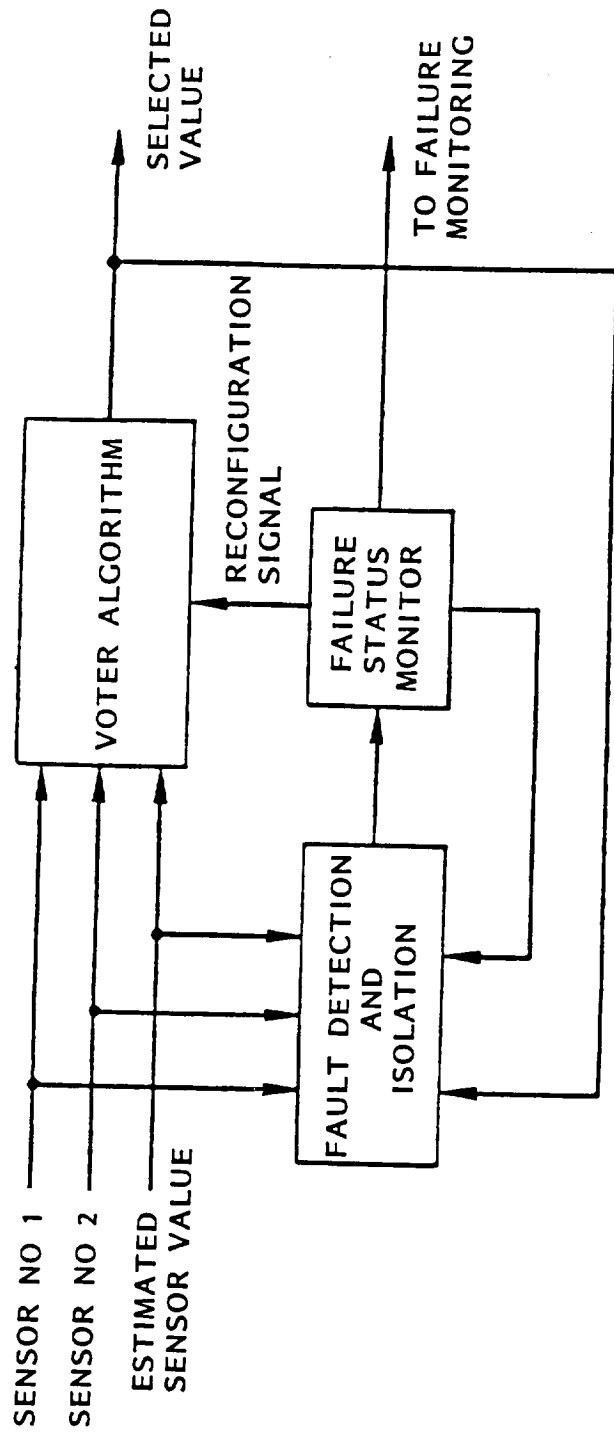 SENSOR NO 1
SENSOR NO 2
ESTIMATED
SENSOR VALUE
VOTER ALGORITHM
SELECTED
VALUE
RECONFIGURATION
SIGNAL
FAULT DETECTION
AND
ISOLATION
FAILURE
STATUS
MONITOR
TO FAILURE
MONITORING